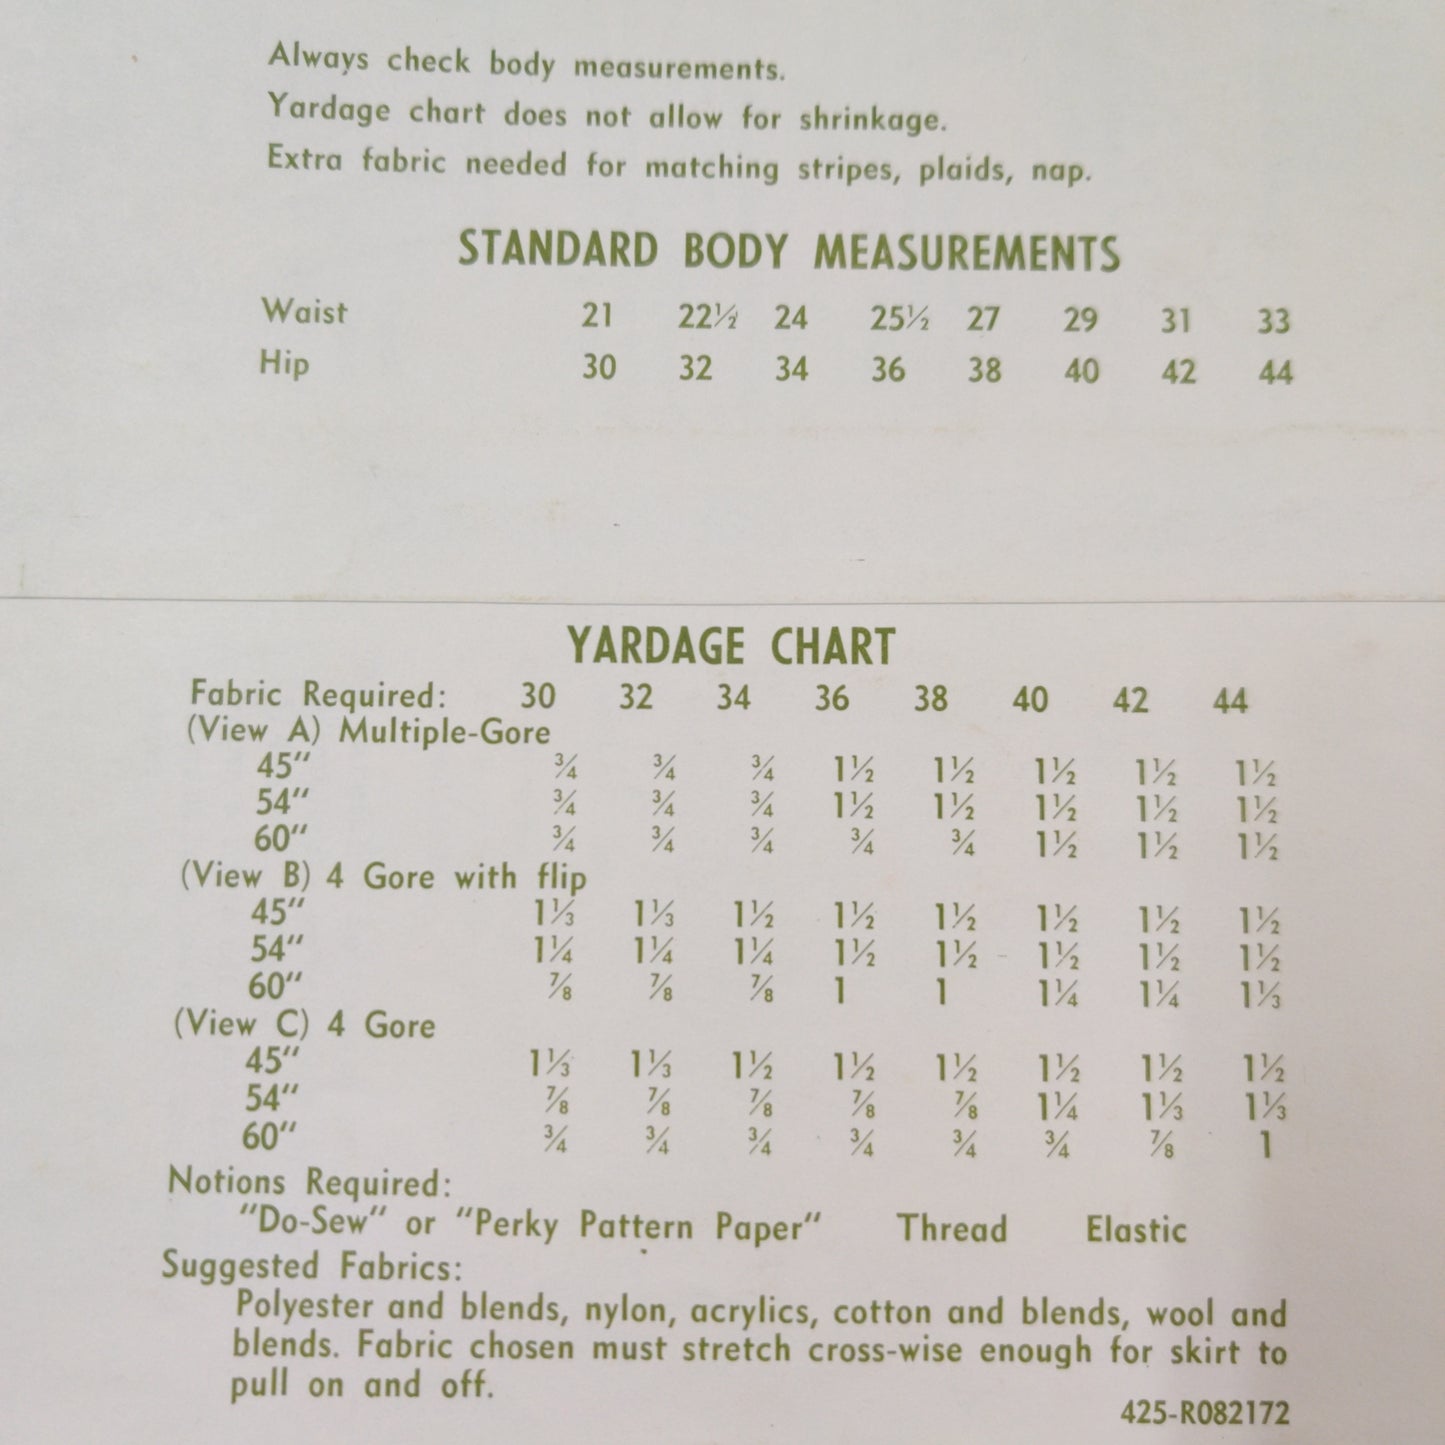 Always check body measurements.
Yardage chart does not allow for shrinkage.
Extra fabric needed for matching stripes, plaids, nap.
STANDARD BODY MEASUREMENTS
Waist 21 22½ 24 25½ 27 29 31 33
Hip 30 32 34 36 38 40 42 44
YARDAGE CHART
Fabric Required: 30 32 34 36 38 40 42 44
(View A) Multiple-Gore
45" ¾ ¾ ¾ 1½ 1½ 1½ 1½ 1½
54" ¾ ¾ ¾ 1½ 1½ 1½ 1½ 1½
60" ¾ ¾ ¾ ¾ ¾ 1½ 1½ 1½
(View B) 4 Gore with flip
45" 1⅓ 1⅓ 1½ 1½ 1½ 1½ 1½ 1½
54" 1¼ 1¼ 1¼ 1½ 1½ 1½ 1½ 1½
60" ⅞ ⅞ ⅞ 1 1 1¼ 1¼ 1⅓
(View C) 4 Gore
45" 1⅓ 1⅓ 1½ 1½ 1½ 1½ 1½ 1½
54" ⅞ ⅞ ⅞ ⅞ ⅞ 1¼ 1⅓ 1⅓
60" ¾ ¾ ¾ ¾ ¾ ¾ ⅞ 1
Notions Required:
"Do-Sew" or "Perky Pattern Paper" Thread Elastic
Suggested Fabrics:
Polyester and blends, nylon, acrylics, cotton and blends, wool and
blends. Fabric chosen must stretch cross-wise enough for skirt to
pull on and off.
425-R082172